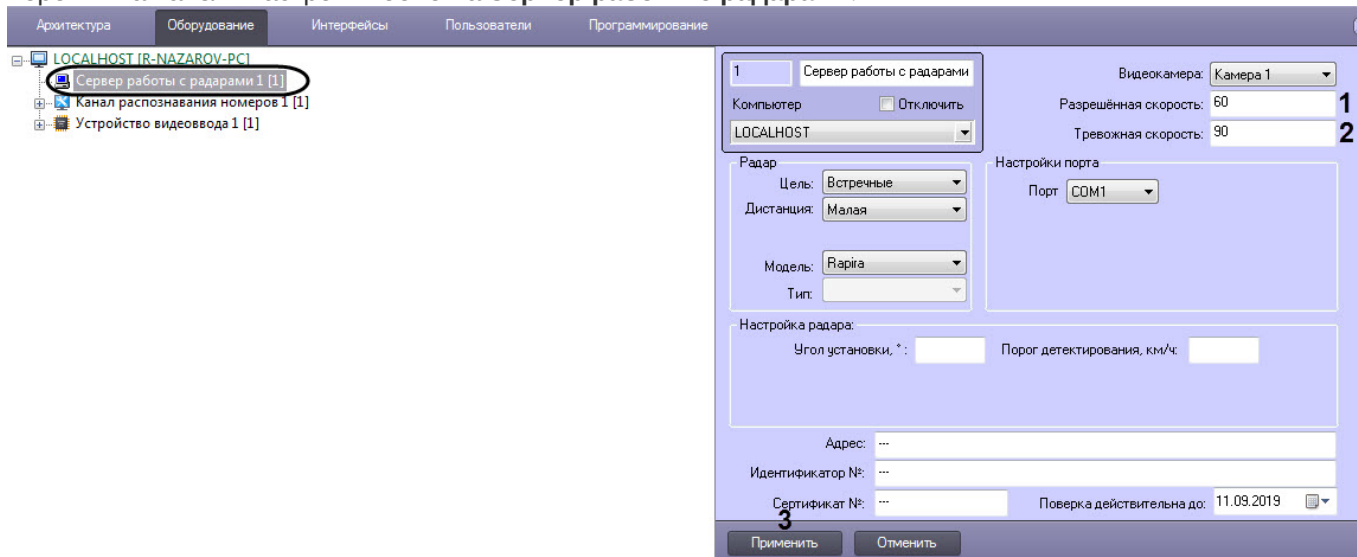 Архитектура Оборудование Интерфейсы Пользователи Программирование
LOCALHOST [R-NAZAROV-PC]
Сервер работы с радарами 1 [1]
Канал распознавания номеров 1 [1]
Устройство видеоввода 1 [1]
1 Сервер работы с радарами
Компьютер Отключить
LOCALHOST
Видеокамера: Камера 1
Разрешённая скорость: 60 1
Тревожная скорость: 90 2
Радар
Цель: Встречные
Дистанция: Малая
Модель: Rapira
Тип:
Настройки порта
Порт COM1
Настройка радара:
Угол установки, ° : Порог детектирования, км/ч:
Адрес: ---
Идентификатор №: ---
Сертификат №: --- Поверка действительна до: 11.09.2019
3
Применить Отменить